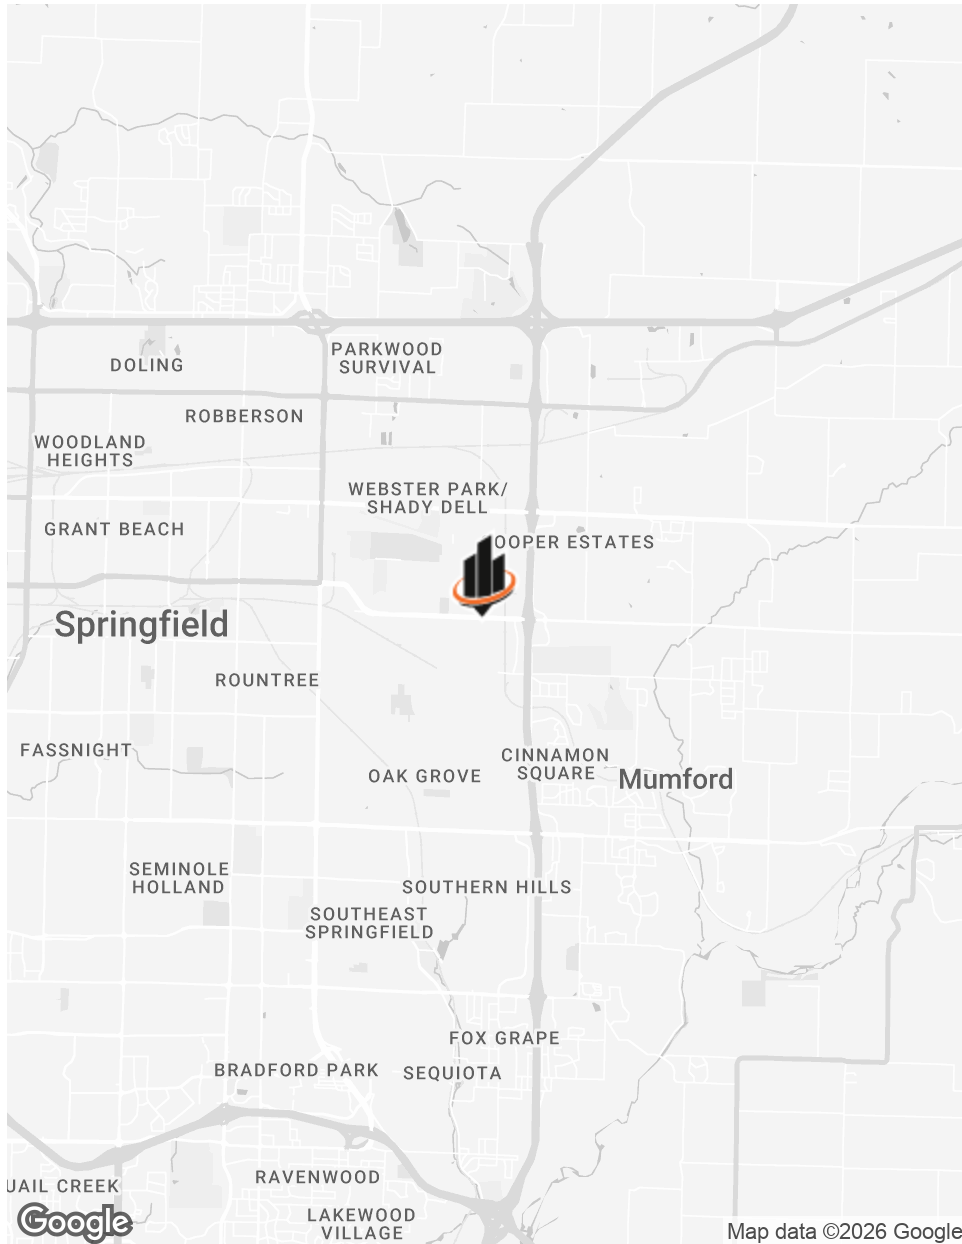 PARKWOOD
SURVIVAL
DOLING
ROBBERSON
WOODLAND
HEIGHTS
WEBSTER PARK/
SHADY DELL
GRANT BEACH
OOPER ESTATES
Springfield
ROUNTREE
FASSNIGHT
CINNAMON
SQUARE
OAK GROVE
Mumford
SEMINOLE
HOLLAND
SOUTHERN HILLS
SOUTHEAST
SPRINGFIELD
FOX GRAPE
BRADFORD PARK
SEQUIOTA
RAVENWOOD
UAIL CREEK
LAKEWOOD
VILLAGE
Google
Map data ©2026 Google